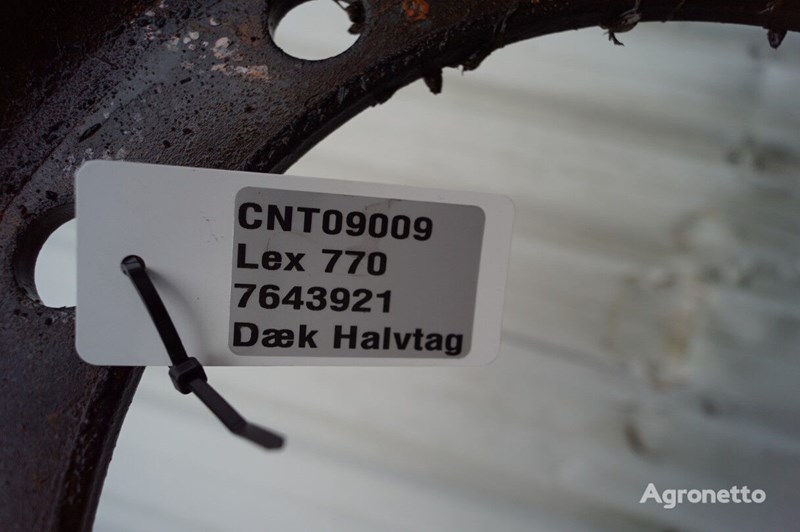 CNT09009
Lex 770
7643921
Dæk Halvtag
Agronetto